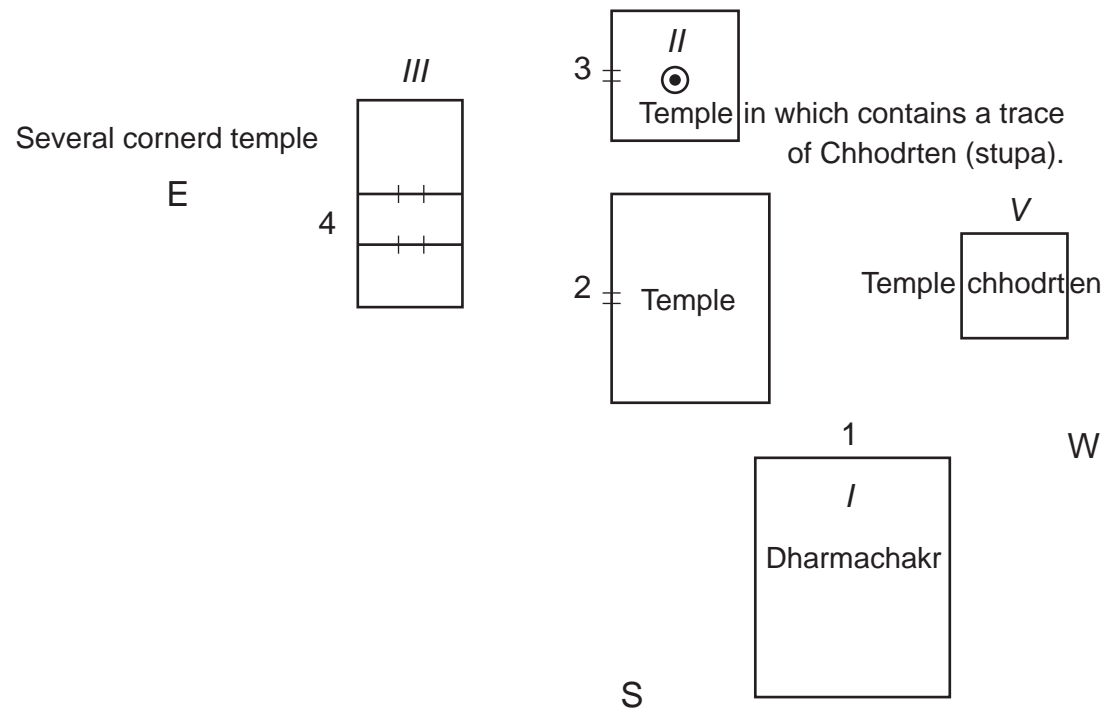 II
3
III
Temple in which contains a trace
of Chhodrten (stupa).
Several cornerd temple
E
4
V
2
Temple
Temple chhodrten
1
W
I
Dharmachakr
S